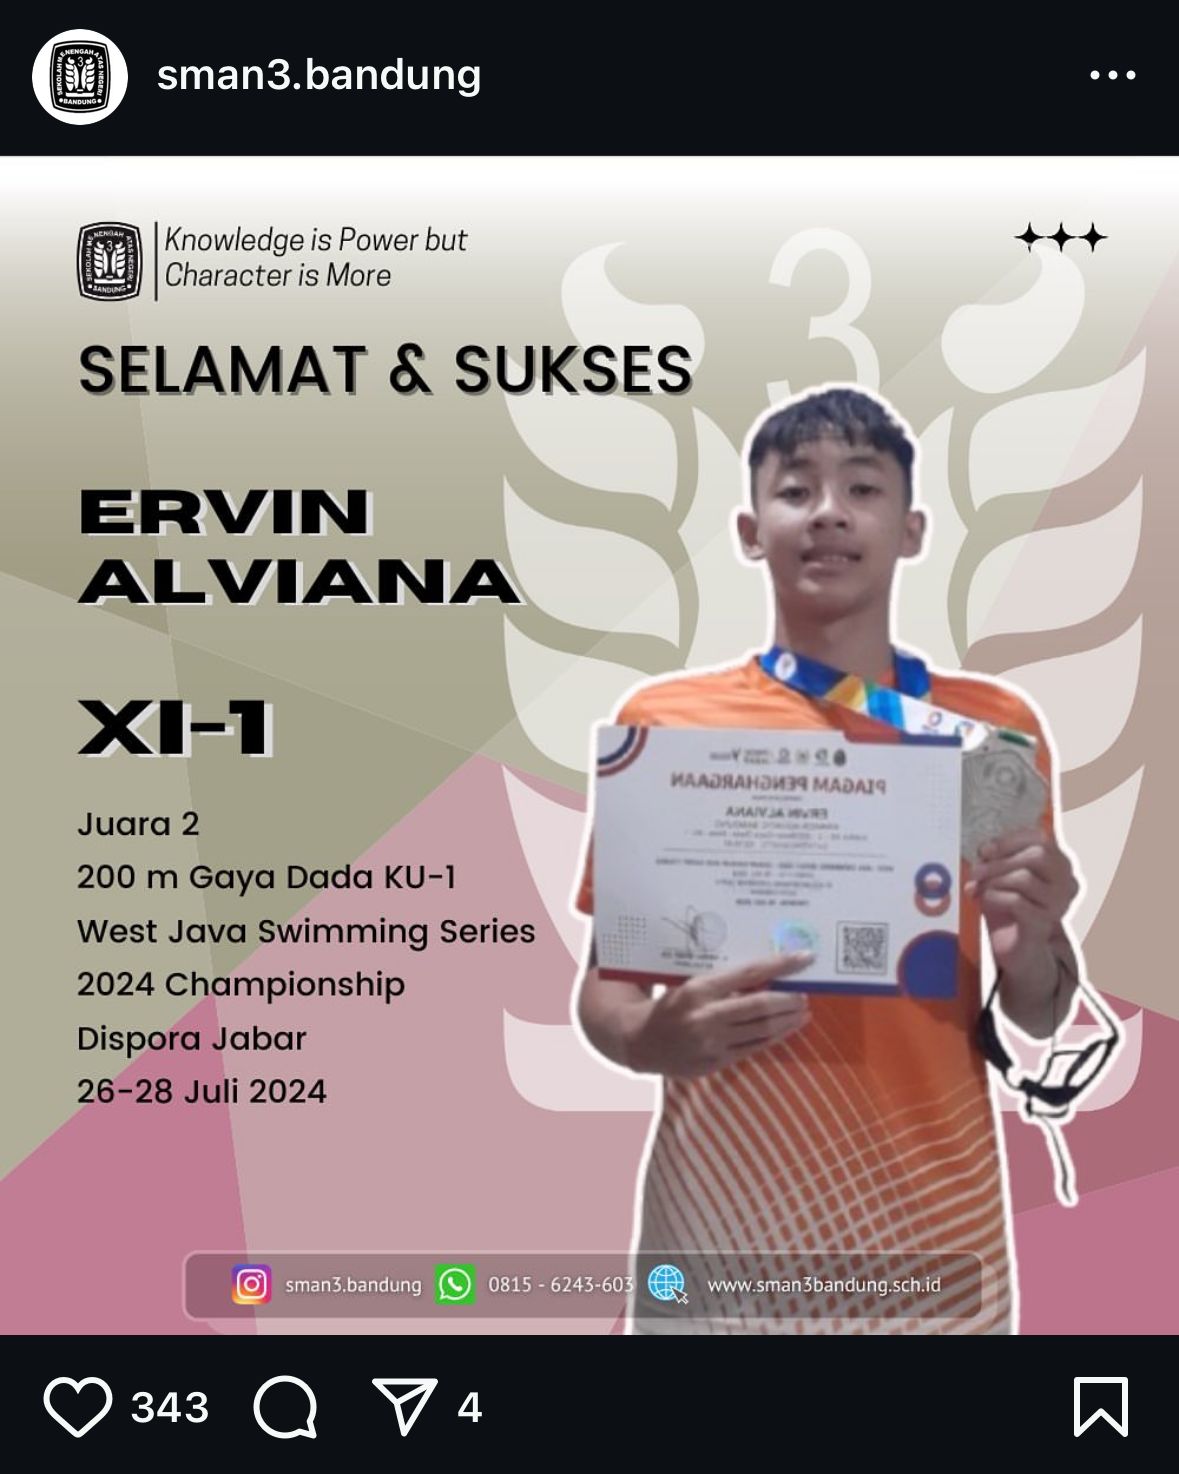 sman3.bandung
Knowledge is Power but
Character is More
SELAMAT & SUKSES
ERVIN
ALVIANA
XI-1
Juara 2
200 m Gaya Dada KU-1
West Java Swimming Series
2024 Championship
Dispora Jabar
26-28 Juli 2024
3
PIAGAM PENGHARGAAN
ERVIN ALVIANA
sman3.bandung 0815 - 6243-603 www.sman3bandung.sch.id
343 4